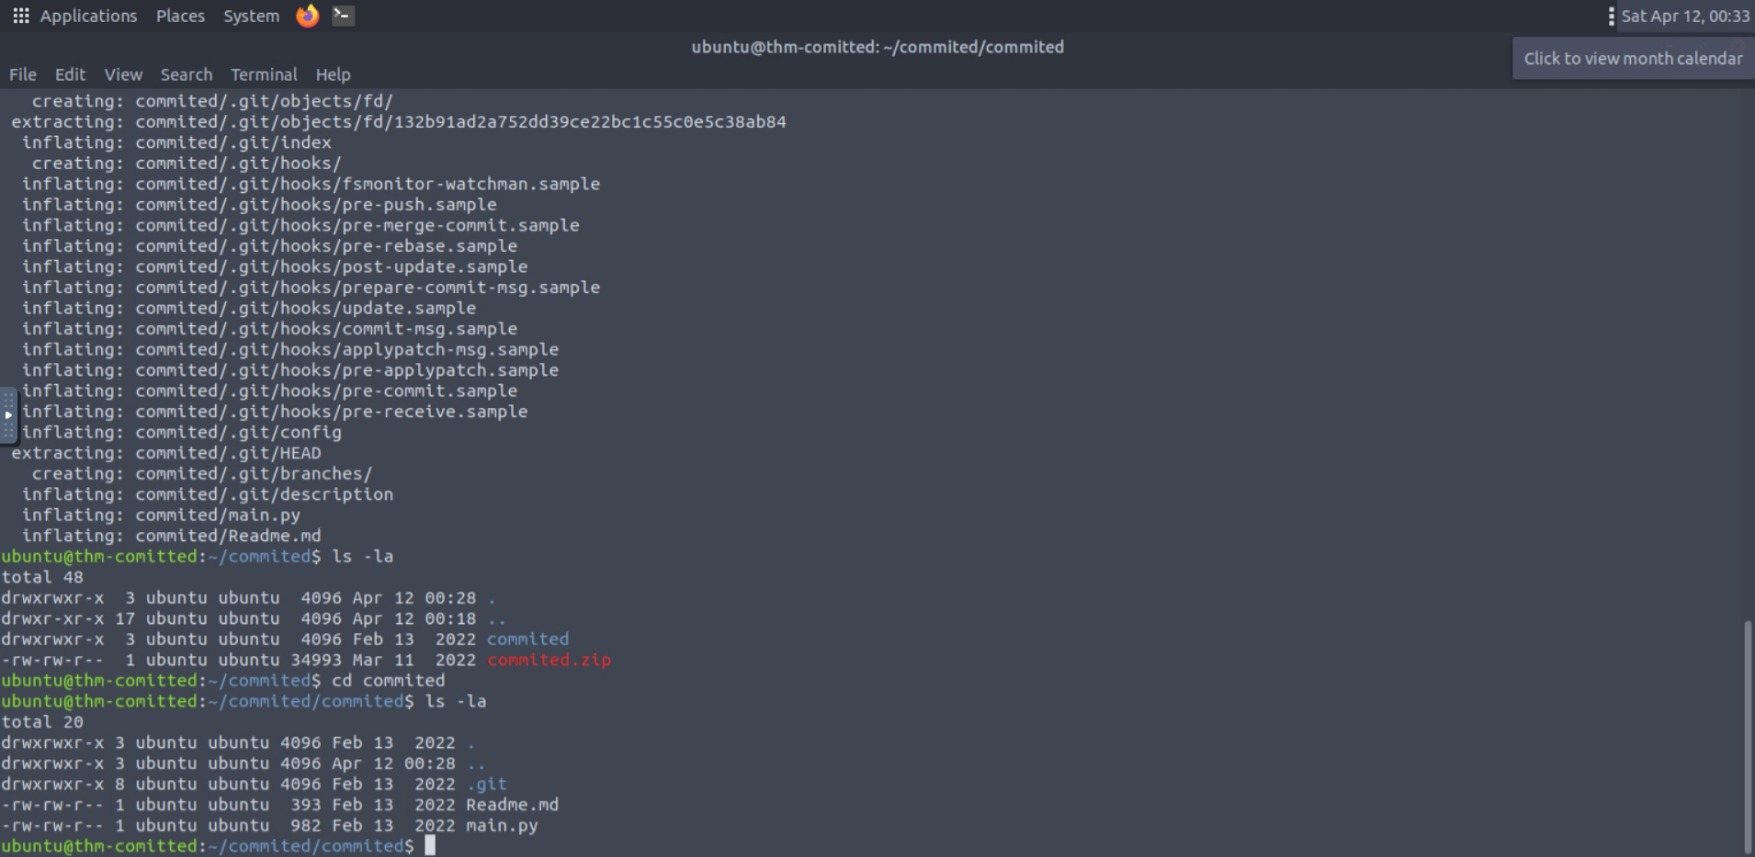 Applications Places System Sat Apr 12, 00:33
ubuntu@thm-comitted: ~/commited/commited
Click to view month calendar
File Edit View Search Terminal Help
creating: commited/.git/objects/fd/
extracting: commited/.git/objects/fd/132b91ad2a752dd39ce22bc1c55c0e5c38ab84
inflating: commited/.git/index
creating: commited/.git/hooks/
inflating: commited/.git/hooks/fsmonitor-watchman.sample
inflating: commited/.git/hooks/pre-push.sample
inflating: commited/.git/hooks/pre-merge-commit.sample
inflating: commited/.git/hooks/pre-rebase.sample
inflating: commited/.git/hooks/post-update.sample
inflating: commited/.git/hooks/prepare-commit-msg.sample
inflating: commited/.git/hooks/update.sample
inflating: commited/.git/hooks/commit-msg.sample
inflating: commited/.git/hooks/applypatch-msg.sample
inflating: commited/.git/hooks/pre-applypatch.sample
inflating: commited/.git/hooks/pre-commit.sample
inflating: commited/.git/hooks/pre-receive.sample
inflating: commited/.git/config
extracting: commited/.git/HEAD
creating: commited/.git/branches/
inflating: commited/.git/description
inflating: commited/main.py
inflating: commited/Readme.md
ubuntu@thm-comitted:~/commited$ ls -la
total 48
drwxrwxr-x  3 ubuntu ubuntu  4096 Apr 12 00:28 .
drwxr-xr-x 17 ubuntu ubuntu  4096 Apr 12 00:18 ..
drwxrwxr-x  3 ubuntu ubuntu  4096 Feb 13  2022 commited
-rw-rw-r--  1 ubuntu ubuntu 34993 Mar 11  2022 commited.zip
ubuntu@thm-comitted:~/commited$ cd commited
ubuntu@thm-comitted:~/commited/commited$ ls -la
total 20
drwxrwxr-x 3 ubuntu ubuntu 4096 Feb 13  2022 .
drwxrwxr-x 3 ubuntu ubuntu 4096 Apr 12 00:28 ..
drwxrwxr-x 8 ubuntu ubuntu 4096 Feb 13  2022 .git
-rw-rw-r-- 1 ubuntu ubuntu  393 Feb 13  2022 Readme.md
-rw-rw-r-- 1 ubuntu ubuntu  982 Feb 13  2022 main.py
ubuntu@thm-comitted:~/commited/commited$